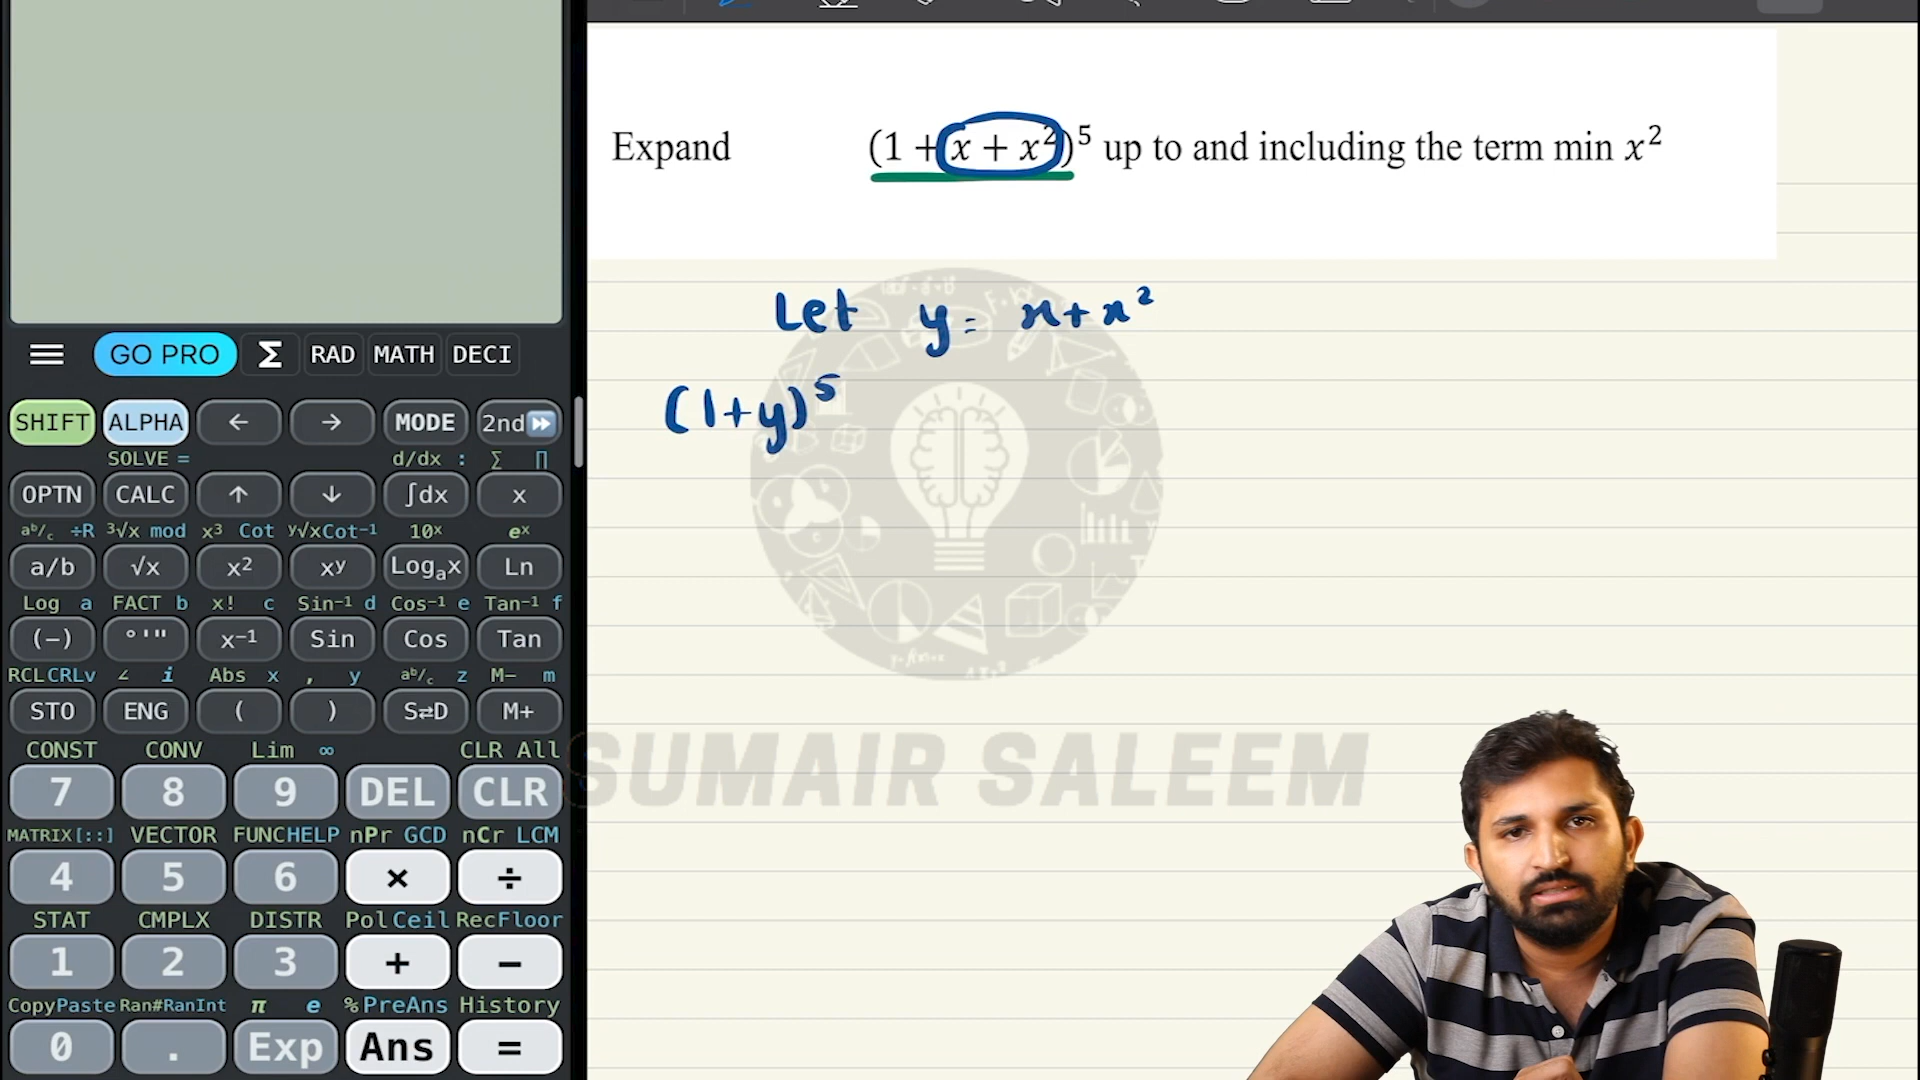 GO PRO Σ RAD MATH DECI
SHIFT ALPHA ← → MODE 2nd
SOLVE = d/dx : ∑ ∏
OPTN CALC ↑ ↓ ∫dx x
aᵇ/c ÷R ³√x mod x³ Cot ʸ√x Cot⁻¹ 10ˣ eˣ
a/b √x x² xʸ Logₐx Ln
Log a FACT b x! c Sin⁻¹ d Cos⁻¹ e Tan⁻¹ f
(−) °'" x⁻¹ Sin Cos Tan
RCL CRLv ∠ i Abs x , y aᵇ/c z M− m
STO ENG ( ) S⇄D M+
CONST CONV Lim ∞ CLR All
7 8 9 DEL CLR
MATRIX[::] VECTOR FUNC HELP nPr GCD nCr LCM
4 5 6 × ÷
STAT CMPLX DISTR Pol Ceil Rec Floor
1 2 3 + −
Copy Paste Ran# RanInt π e % PreAns History
0 . Exp Ans =
Expand (1 + x + x²)⁵ up to and including the term min x²
Let y = x + x²
(1+y)⁵
SUMAIR SALEEM